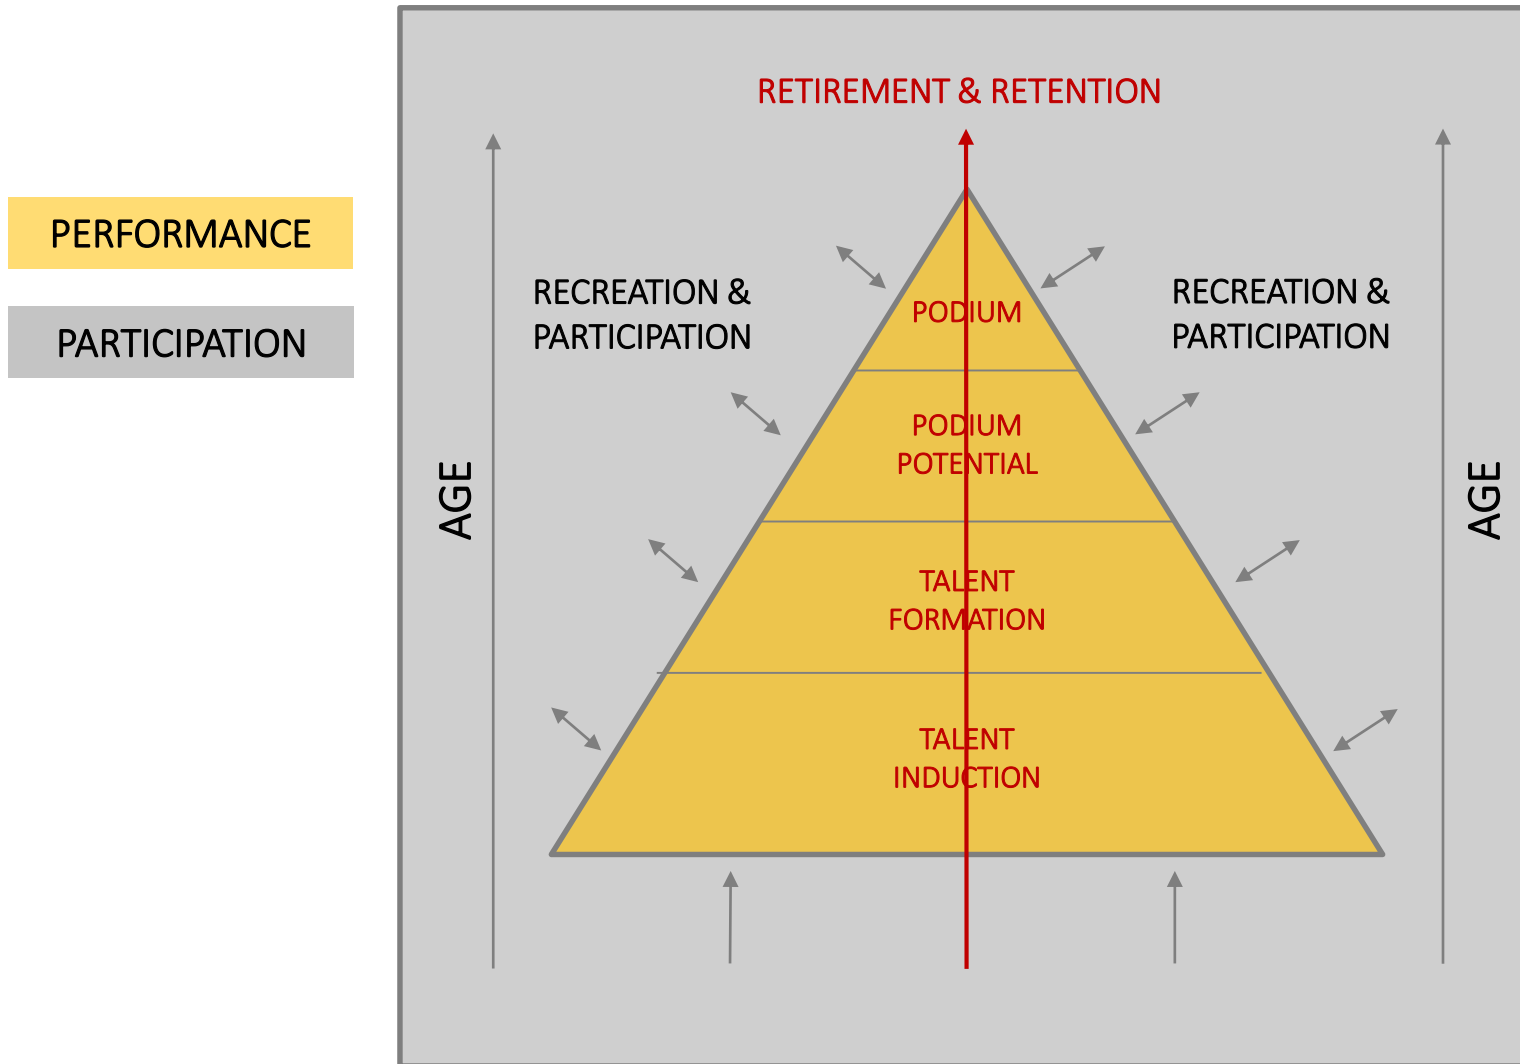 RETIREMENT & RETENTION
PERFORMANCE
PARTICIPATION
RECREATION &
PARTICIPATION
RECREATION &
PARTICIPATION
AGE
AGE
PODIUM
PODIUM
POTENTIAL
TALENT
FORMATION
TALENT
INDUCTION